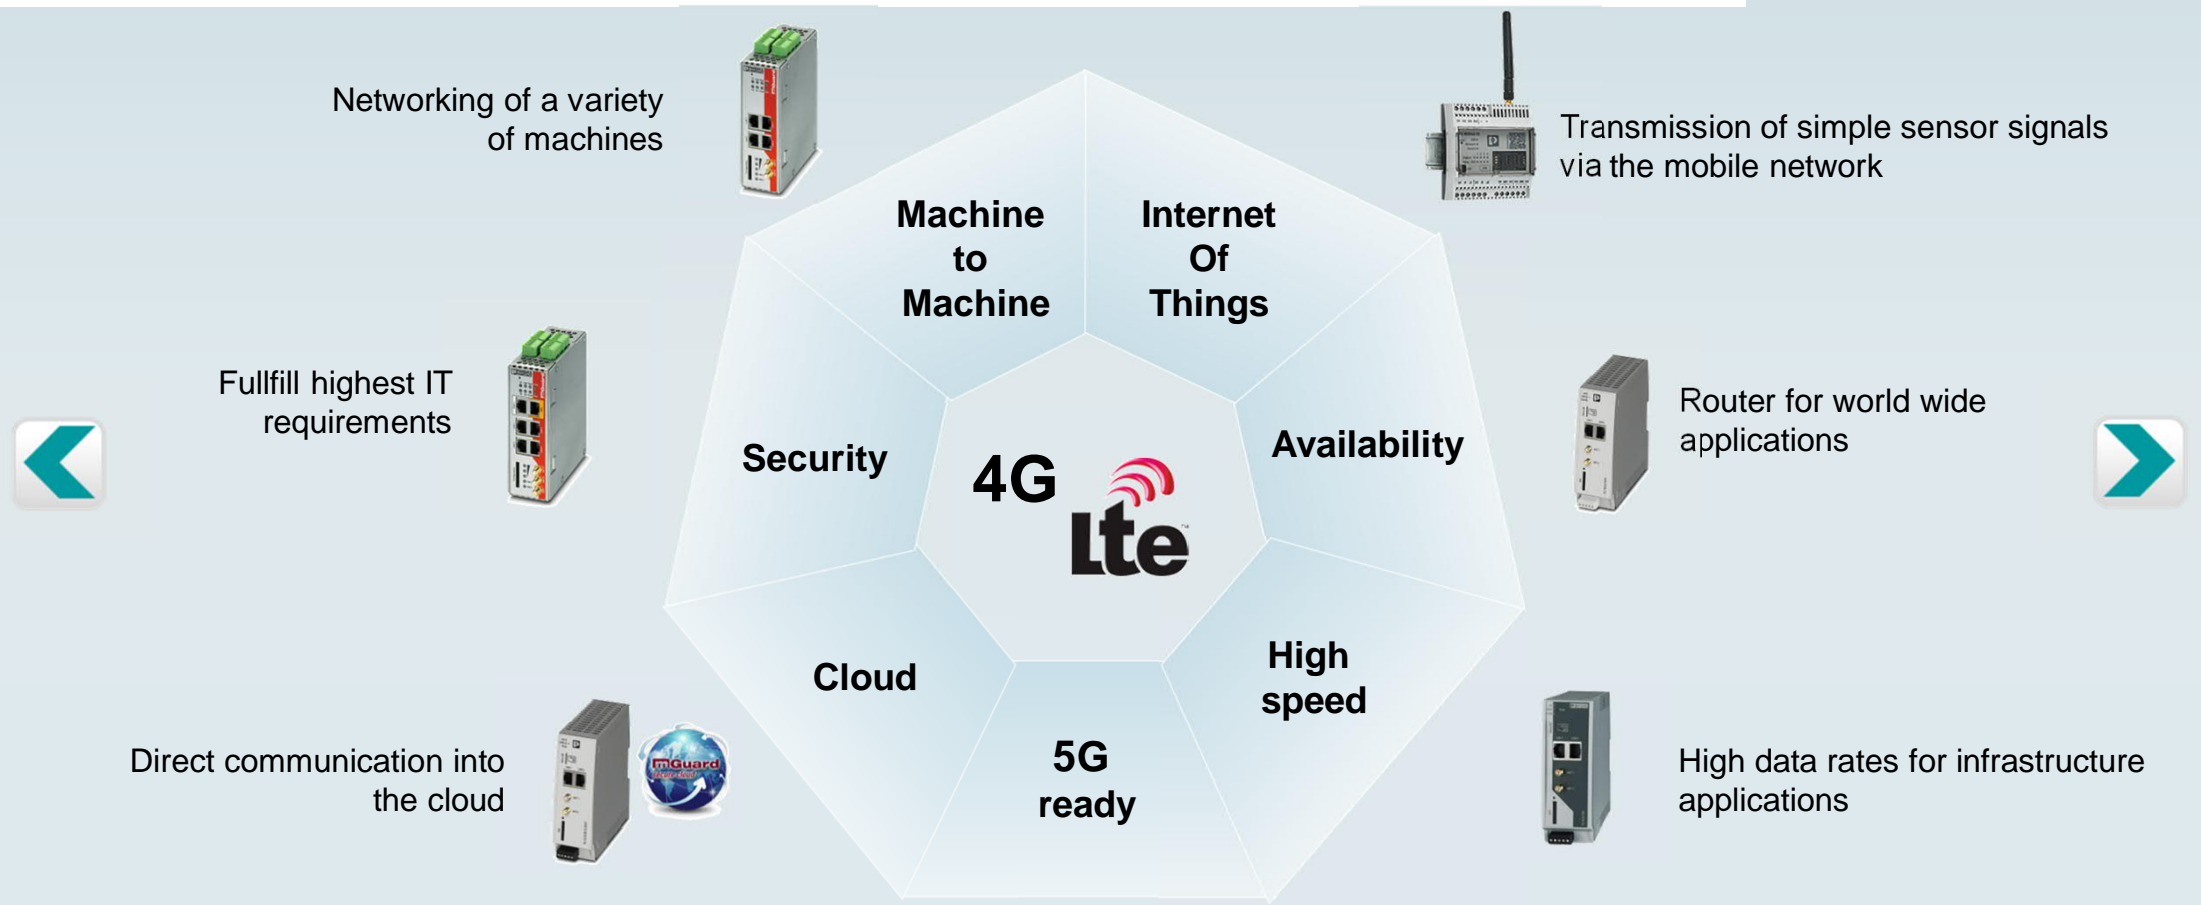 Networking of a variety
of machines
Transmission of simple sensor signals
via the mobile network
Machine
to
Machine
Internet
Of
Things
Fullfill highest IT
requirements
Security
4G
Lte
Availability
Router for world wide
applications
Cloud
High
speed
5G
ready
Direct communication into
the cloud
mGuard
secure cloud
High data rates for infrastructure
applications